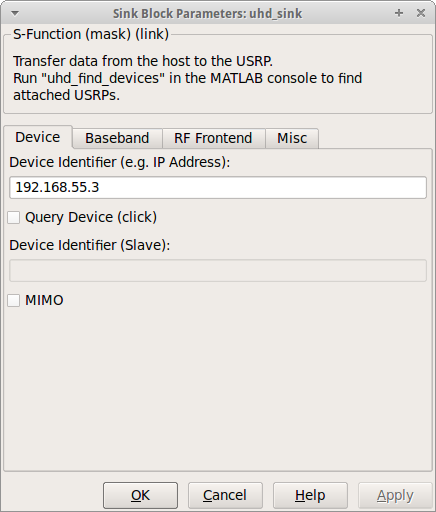 Sink Block Parameters: uhd_sink
S-Function (mask) (link)
Transfer data from the host to the USRP.
Run "uhd_find_devices" in the MATLAB console to find
attached USRPs.
Device Baseband RF Frontend Misc
Device Identifier (e.g. IP Address):
192.168.55.3
Query Device (click)
Device Identifier (Slave):
MIMO
OK Cancel Help Apply